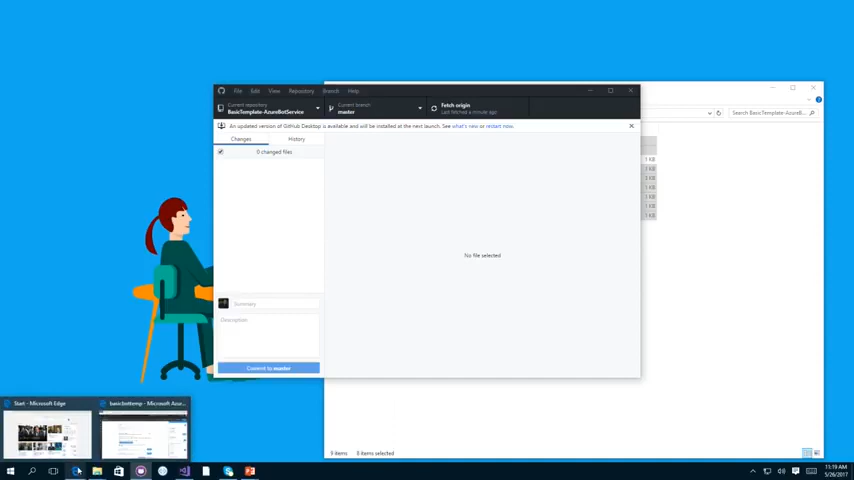 File Edit View Repository Branch Help
Current repository
BasicTemplate-AzureBotService
Current branch
master
Fetch origin
Last fetched a minute ago
An updated version of GitHub Desktop is available and will be installed at the next launch. See what's new or restart now.
Changes History
0 changed files
No file selected
Summary
Description
Commit to master
Search BasicTemplate-AzureB...
1 KB
1 KB
1 KB
1 KB
1 KB
1 KB
9 items 8 items selected
Start - Microsoft Edge
basicbottemp - Microsoft Azu...
11:19 AM
5/26/2017